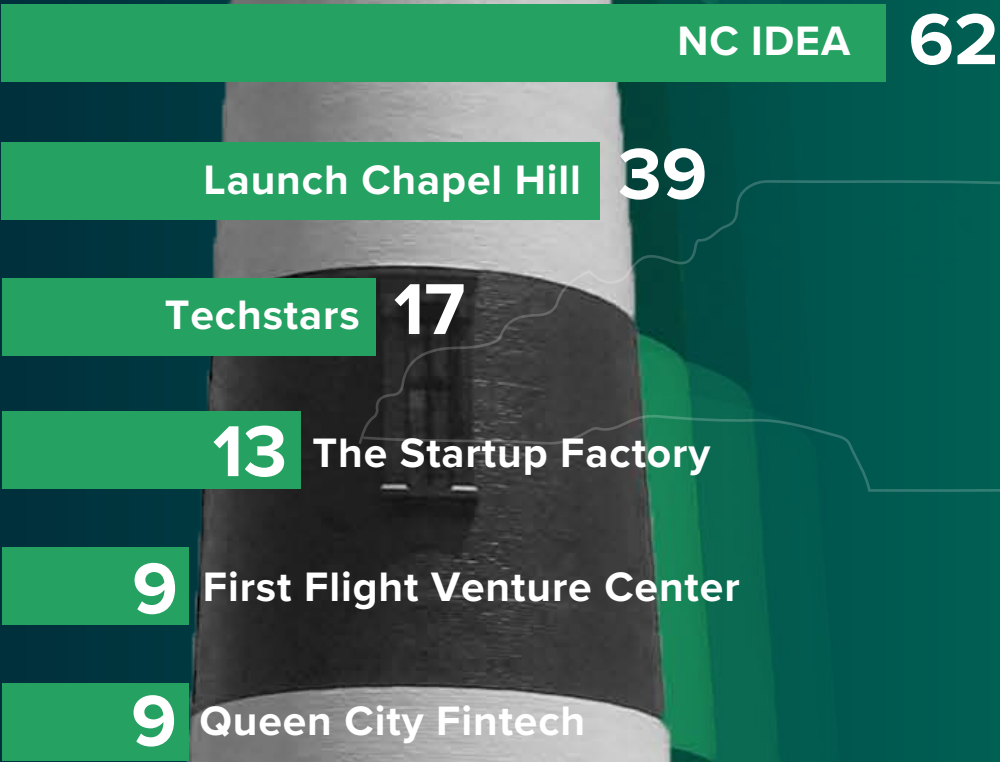 NC IDEA 62
Launch Chapel Hill 39
Techstars 17
13 The Startup Factory
9 First Flight Venture Center
9 Queen City Fintech